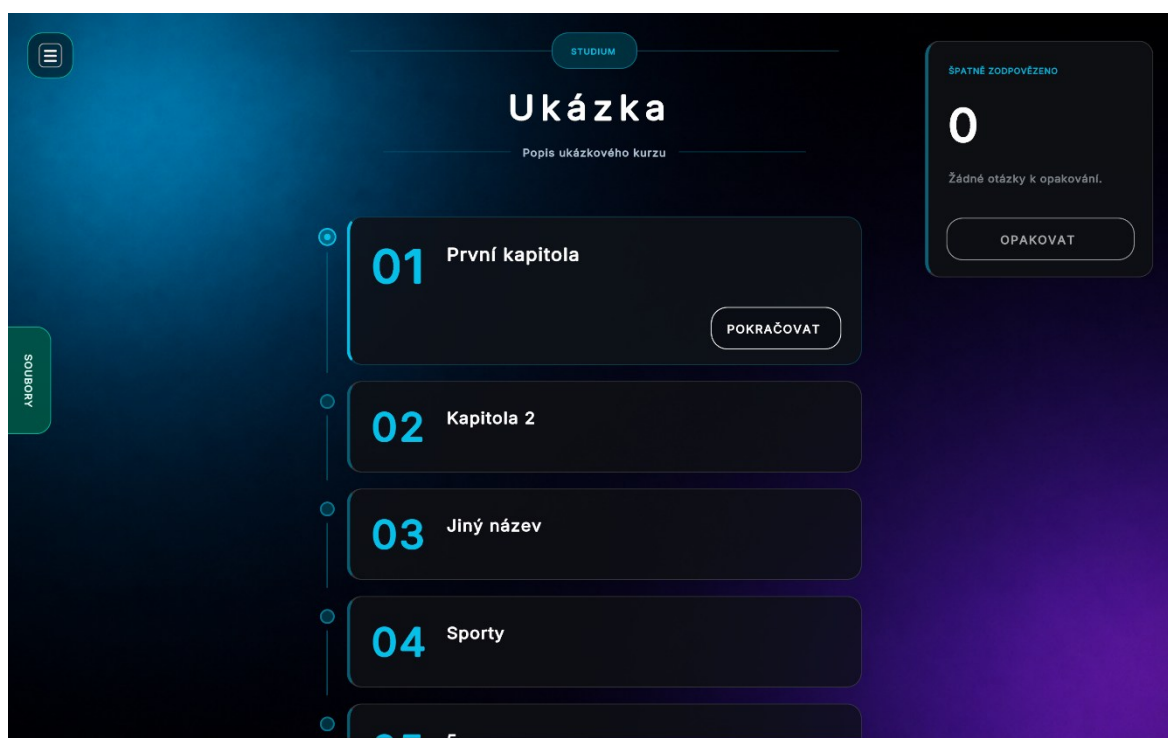 STUDIUM
Ukázka
Popis ukázkového kurzu
ŠPATNĚ ZODPOVĚZENO
0
Žádné otázky k opakování.
OPAKOVAT
01
První kapitola
POKRAČOVAT
SOUBORY
02
Kapitola 2
03
Jiný název
04
Sporty